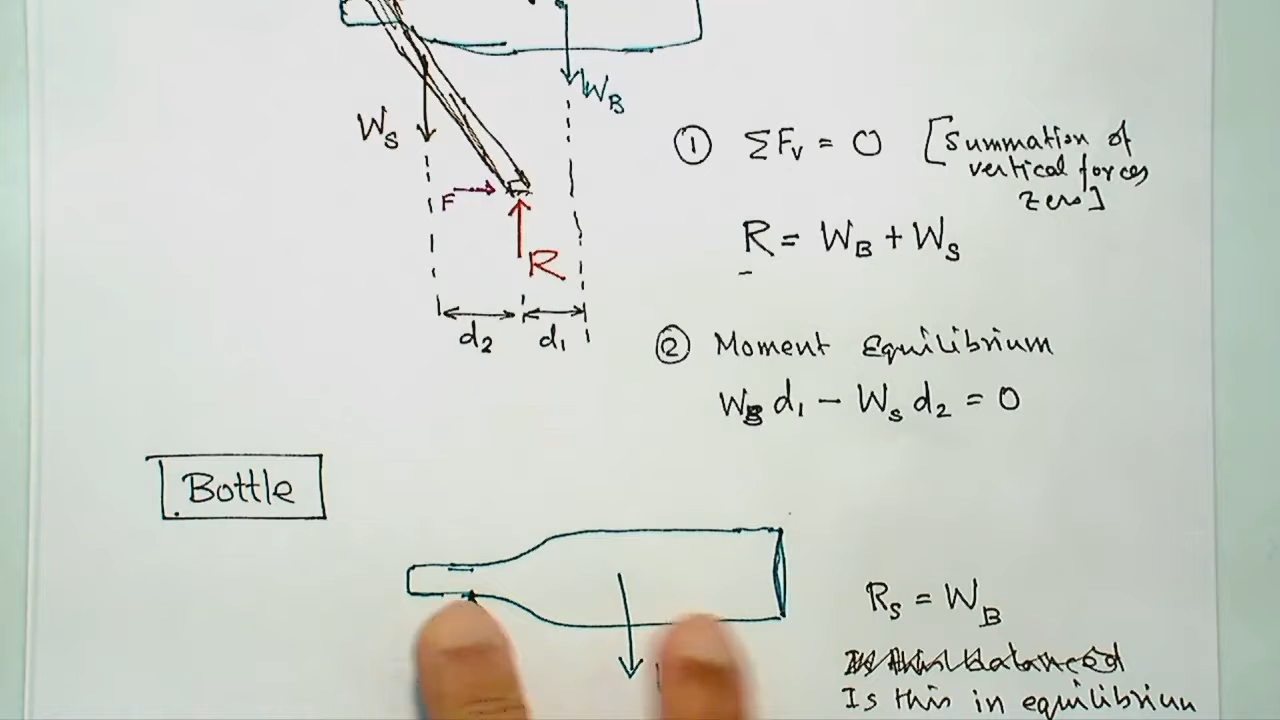 W_B
W_S
① ΣF_V = 0 [Summation of
vertical forces
zero]
F
R = W_B + W_S
R
d_2 d_1
② Moment Equilibrium
W_B d_1 - W_S d_2 = 0
Bottle
R_S = W_B
Is this in equilibrium